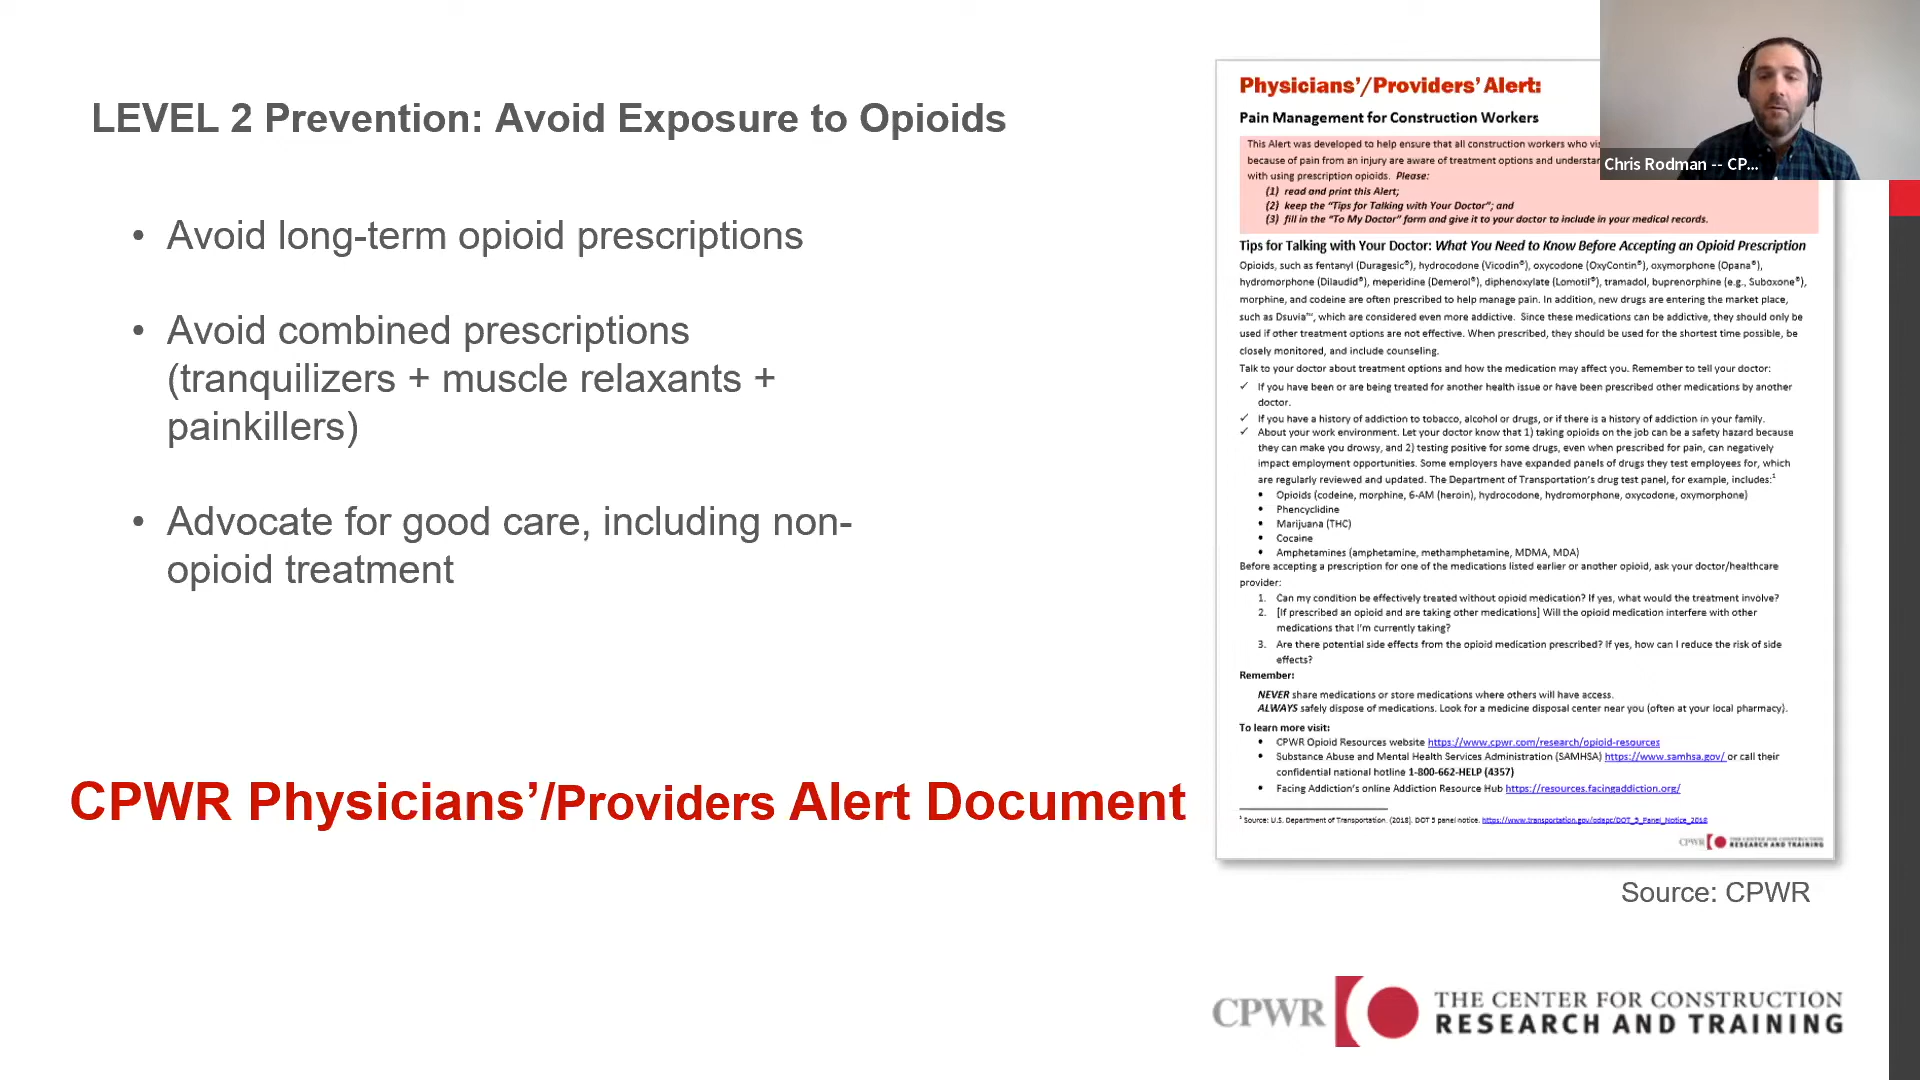 LEVEL 2 Prevention: Avoid Exposure to Opioids
• Avoid long-term opioid prescriptions
• Avoid combined prescriptions
(tranquilizers + muscle relaxants +
painkillers)
• Advocate for good care, including non-
opioid treatment
CPWR Physicians’/Providers Alert Document
Physicians’/Providers’ Alert:
Pain Management for Construction Workers
This Alert was developed to help ensure that all construction workers who
because of pain from an injury are aware of treatment options and
with using prescription opioids. Please:
(1) read and print this Alert;
(2) keep the “Tips for Talking with Your Doctor”; and
(3) fill in the “To My Doctor” form and give it to your doctor to include in your medical records.
Tips for Talking with Your Doctor: What You Need to Know Before Accepting an Opioid Prescription
Opioids, such as fentanyl (Duragesic®), hydrocodone (Vicodin®), oxycodone (OxyContin®), oxymorphone (Opana®),
hydromorphone (Dilaudid®), meperidine (Demerol®), diphenoxylate (Lomotil®), tramadol, buprenorphine (e.g., Suboxone®),
morphine, and codeine are often prescribed to help manage pain. In addition, new drugs are entering the market place,
such as Dsuvia™, which are considered even more addictive. Since these medications can be addictive, they should only be
used if other treatment options are not effective. When prescribed, they should be used for the shortest time possible, be
closely monitored, and include counseling.
Talk to your doctor about treatment options and how the medication may affect you. Remember to tell your doctor:
✓ If you have been or are being treated for another health issue or have been prescribed other medications by another
doctor.
✓ If you have a history of addiction to tobacco, alcohol or drugs, or if there is a history of addiction in your family.
✓ About your work environment. Let your doctor know that 1) taking opioids on the job can be a safety hazard because
they can make you drowsy, and 2) testing positive for some drugs, even when prescribed for pain, can negatively
impact employment opportunities. Some employers have expanded panels of drugs they test employees for, which
are regularly reviewed and updated. The Department of Transportation’s drug test panel, for example, includes:¹
• Opioids (codeine, morphine, 6-AM (heroin), hydrocodone, hydromorphone, oxycodone, oxymorphone)
• Phencyclidine
• Marijuana (THC)
• Cocaine
• Amphetamines (amphetamine, methamphetamine, MDMA, MDA)
Before accepting a prescription for one of the medications listed earlier or another opioid, ask your doctor/healthcare
provider:
1. Can my condition be effectively treated without opioid medication? If yes, what would the treatment involve?
2. [If prescribed an opioid and are taking other medications] Will the opioid medication interfere with other
medications that I’m currently taking?
3. Are there potential side effects from the opioid medication prescribed? If yes, how can I reduce the risk of side
effects?
Remember:
NEVER share medications or store medications where others will have access.
ALWAYS safely dispose of medications. Look for a medicine disposal center near you (often at your local pharmacy).
To learn more visit:
• CPWR Opioid Resources website https://www.cpwr.com/research/opioid-resources
• Substance Abuse and Mental Health Services Administration (SAMHSA) https://www.samhsa.gov/ or call their
confidential national hotline 1-800-662-HELP (4357)
• Facing Addiction’s online Addiction Resource Hub https://resources.facingaddiction.org/
¹ Source: U.S. Department of Transportation. (2018). DOT 5 panel notice. https://www.transportation.gov/odapc/DOT_5_Panel_Notice_2018
CPWR THE CENTER FOR CONSTRUCTION
RESEARCH AND TRAINING
Chris Rodman -- CP...
Source: CPWR
CPWR THE CENTER FOR CONSTRUCTION
RESEARCH AND TRAINING